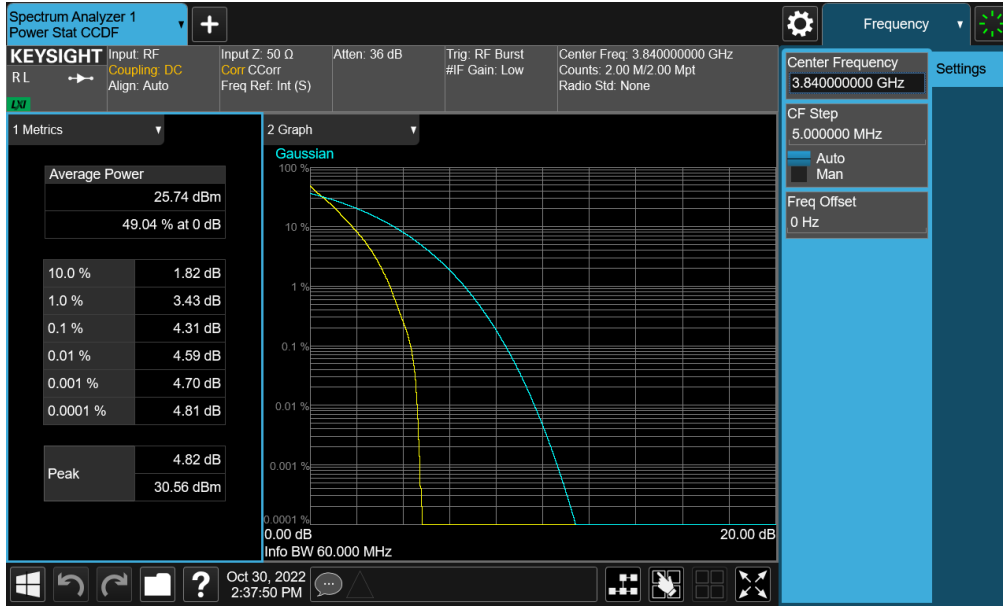 Spectrum Analyzer 1
Power Stat CCDF
+
Frequency
KEYSIGHT
RL
LXI
Input: RF
Coupling: DC
Align: Auto
Input Z: 50 Ω
Corr CCorr
Freq Ref: Int (S)
Atten: 36 dB
Trig: RF Burst
#IF Gain: Low
Center Freq: 3.840000000 GHz
Counts: 2.00 M/2.00 Mpt
Radio Std: None
Center Frequency
3.840000000 GHz
Settings
CF Step
5.000000 MHz
Auto
Man
Freq Offset
0 Hz
1 Metrics
Average Power
25.74 dBm
49.04 % at 0 dB
10.0 % 1.82 dB
1.0 % 3.43 dB
0.1 % 4.31 dB
0.01 % 4.59 dB
0.001 % 4.70 dB
0.0001 % 4.81 dB
Peak
4.82 dB
30.56 dBm
2 Graph
Gaussian
100 %
10 %
1 %
0.1 %
0.01 %
0.001 %
0.0001 %
0.00 dB 20.00 dB
Info BW 60.000 MHz
?
Oct 30, 2022
2:37:50 PM